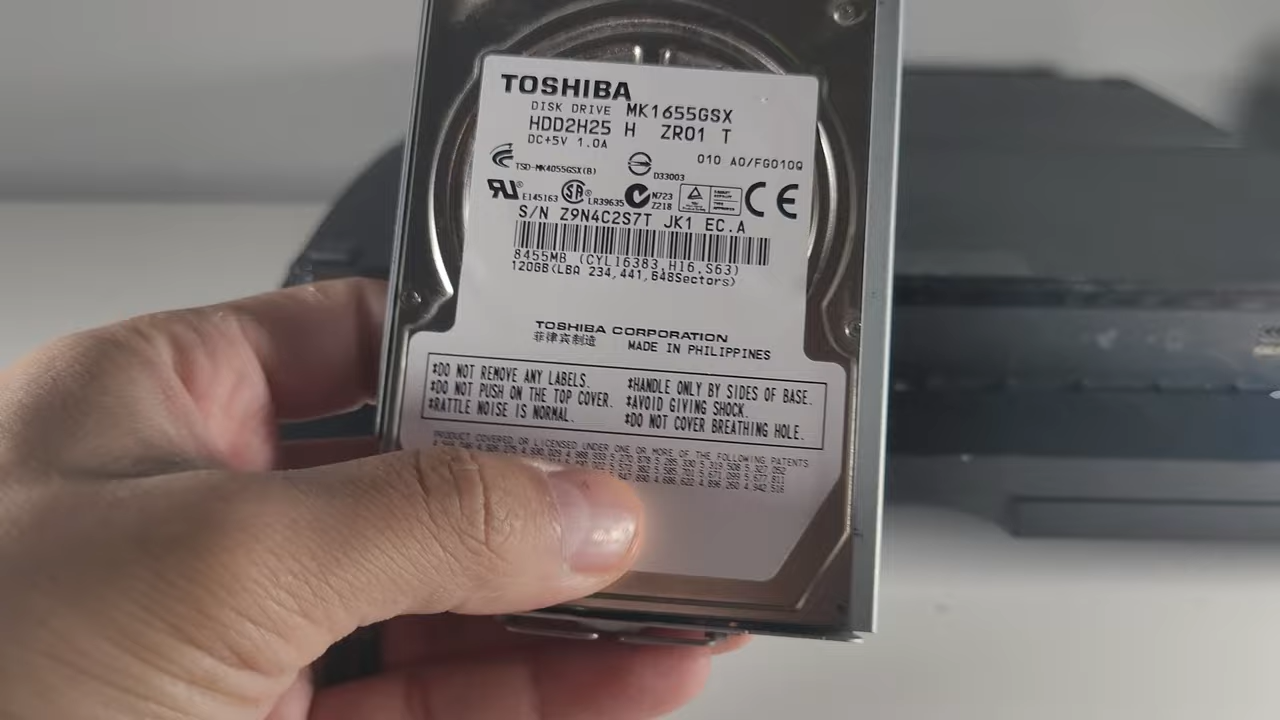 TOSHIBA
DISK DRIVE MK1655GSX
HDD2H25 H ZR01 T
DC+5V 1.0A
010 A0/FG010Q
TSD-MK4055GSX(B)
D33003
E145163
LR39635
N723
Z218
CE
S/N Z9N4C2S7T JK1 EC.A
8455MB (CYL16383,H16,S63)
120GB(LBA 234,441,648Sectors)
TOSHIBA CORPORATION
菲律宾制造 MADE IN PHILIPPINES
*DO NOT REMOVE ANY LABELS.
*DO NOT PUSH ON THE TOP COVER.
*RATTLE NOISE IS NORMAL.
*HANDLE ONLY BY SIDES OF BASE.
*AVOID GIVING SHOCK.
*DO NOT COVER BREATHING HOLE.
PRODUCT COVERED OR LICENSED UNDER ONE OR MORE OF THE FOLLOWING PATENTS